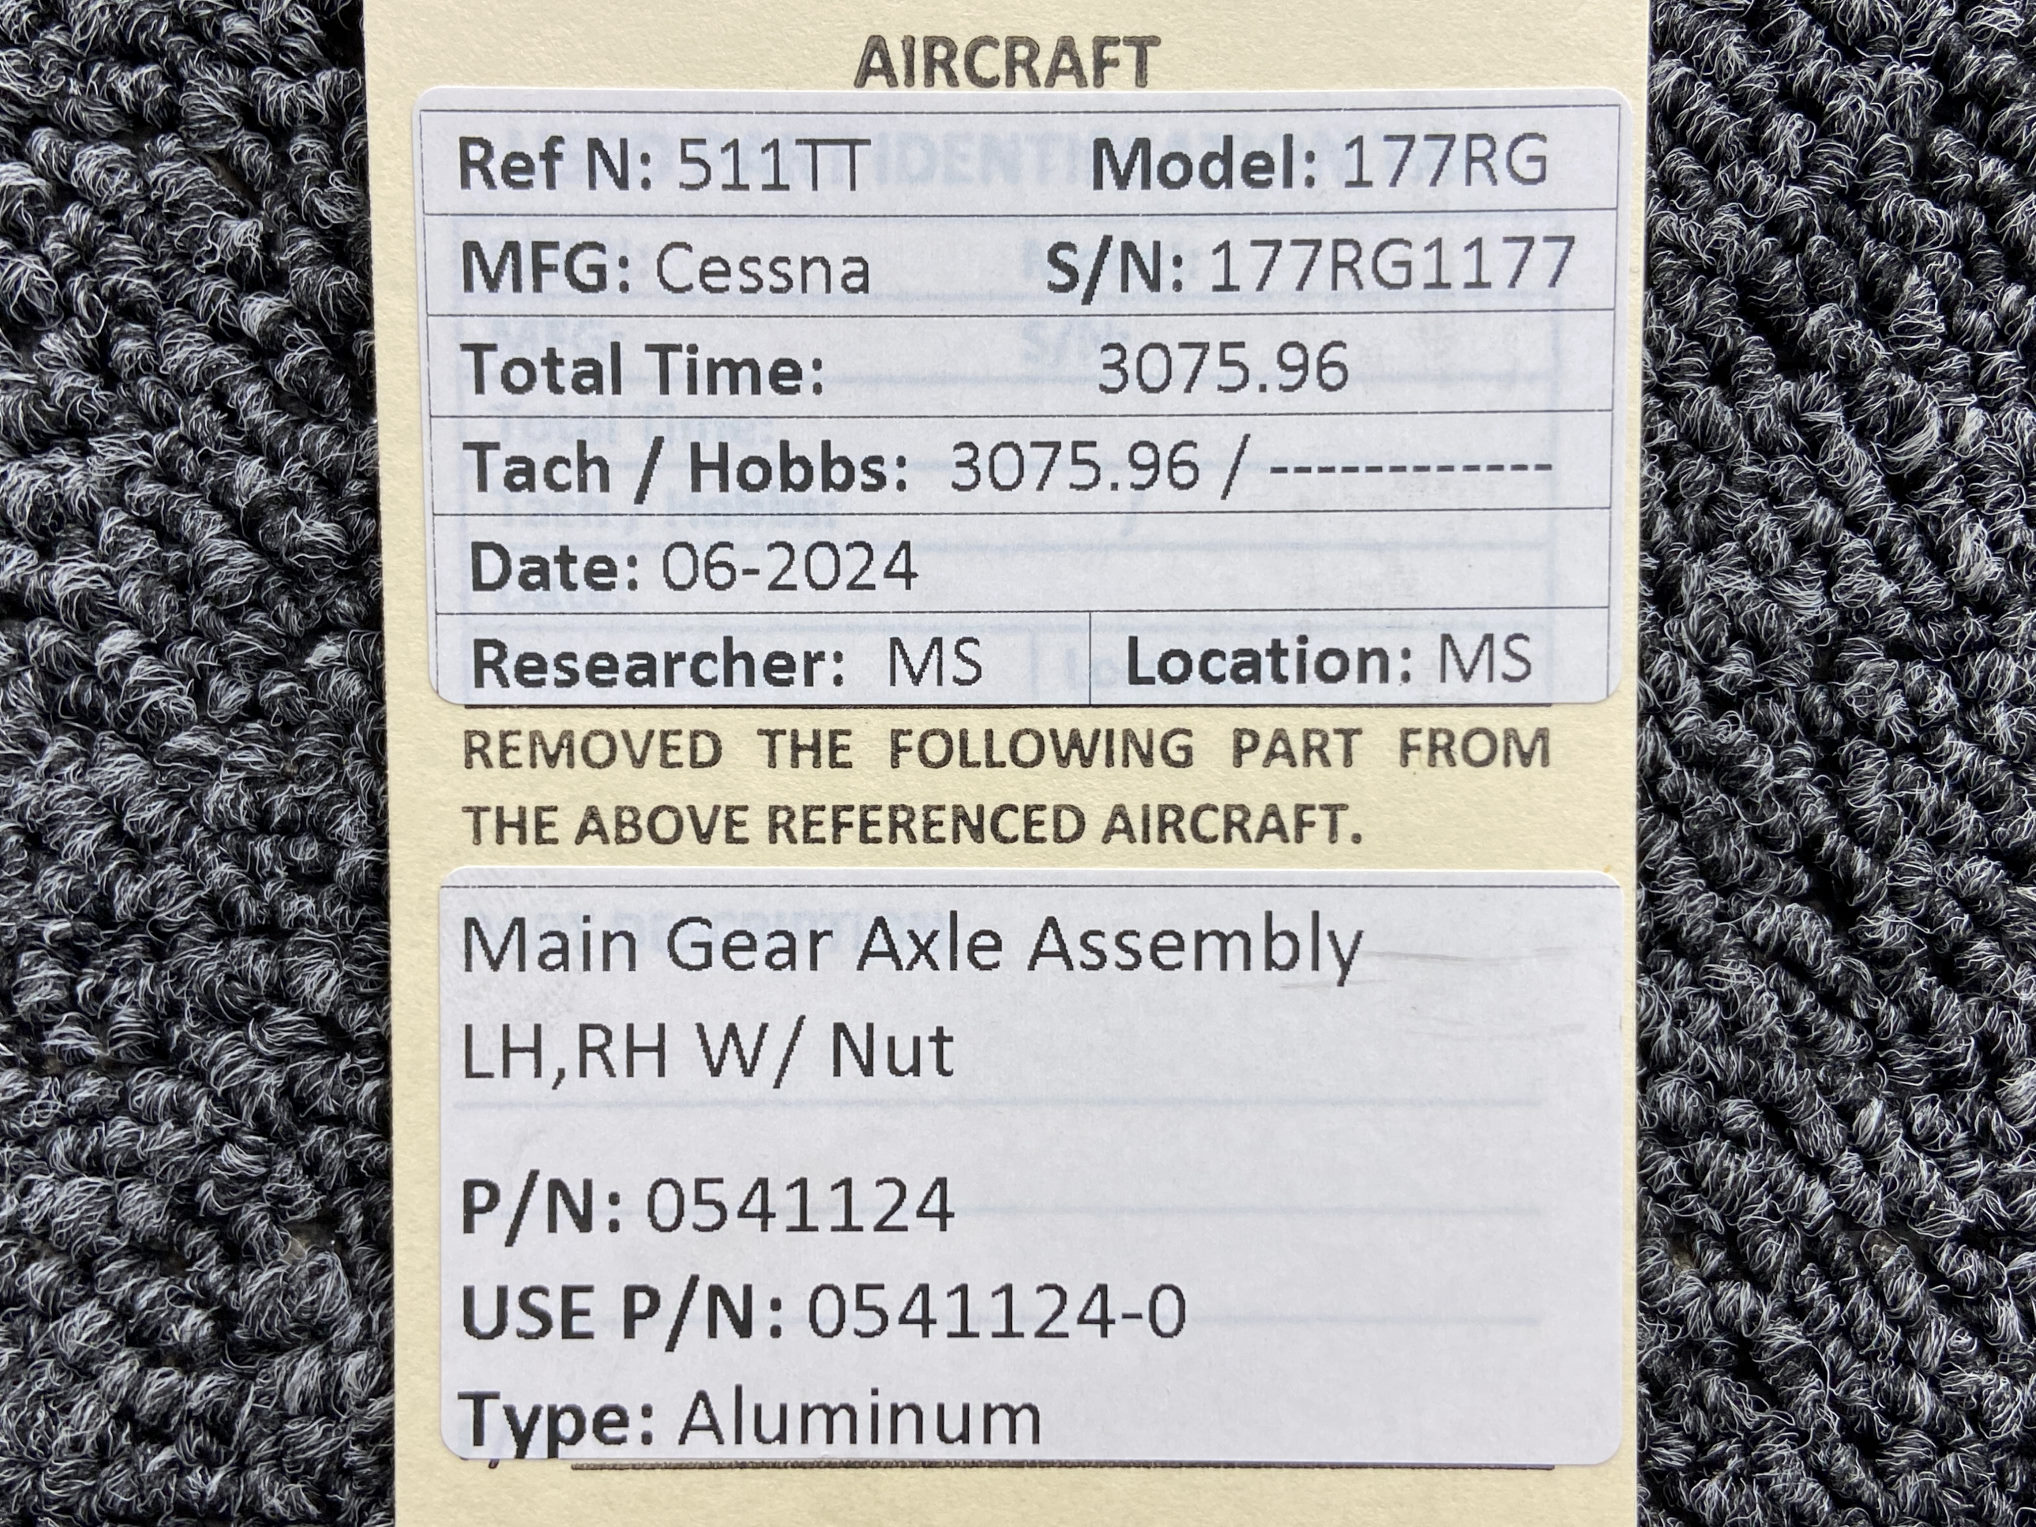 AIRCRAFT
Ref N: 511TT Model: 177RG
MFG: Cessna S/N: 177RG1177
Total Time: 3075.96
Tach / Hobbs: 3075.96 / ------------
Date: 06-2024
Researcher: MS Location: MS
REMOVED THE FOLLOWING PART FROM
THE ABOVE REFERENCED AIRCRAFT.
Main Gear Axle Assembly
LH,RH W/ Nut
P/N: 0541124
USE P/N: 0541124-0
Type: Aluminum